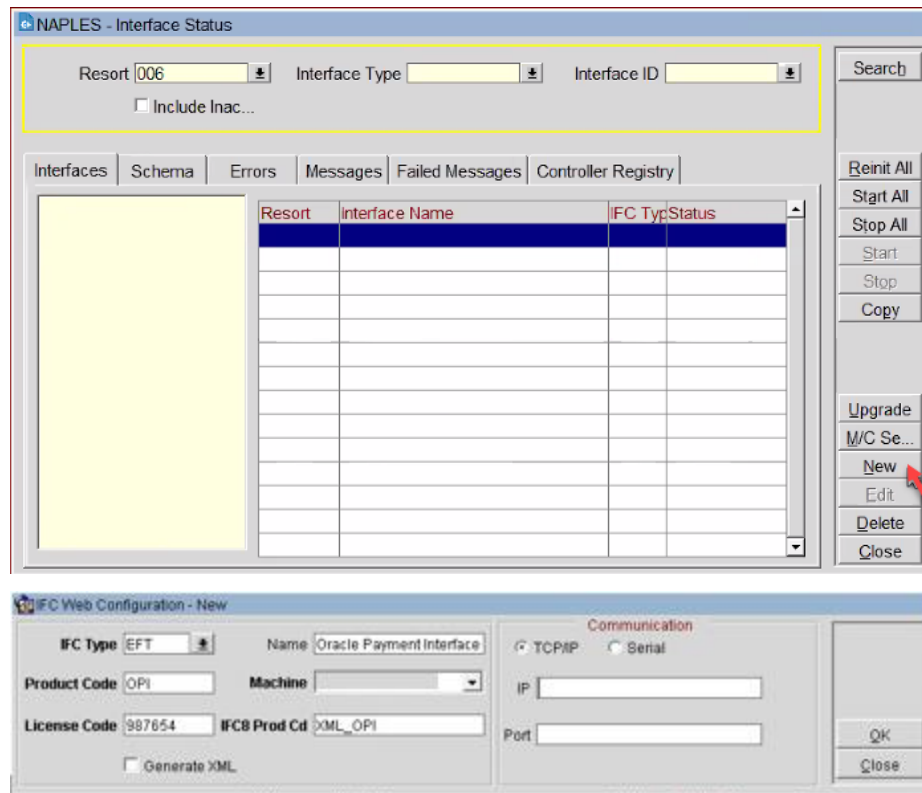 NAPLES - Interface Status
Resort 006 Interface Type Interface ID
Include Inac...
Search
Interfaces Schema Errors Messages Failed Messages Controller Registry
Resort Interface Name IFC Typ Status
Reinit All
Start All
Stop All
Start
Stop
Copy
Upgrade
M/C Se...
New
Edit
Delete
Close
IFC Web Configuration - New
IFC Type EFT Name Oracle Payment Interface
Product Code OPI Machine
License Code 987654 IFC8 Prod Cd XML_OPI
Generate XML
Communication
TCP/IP Serial
IP
Port
OK
Close